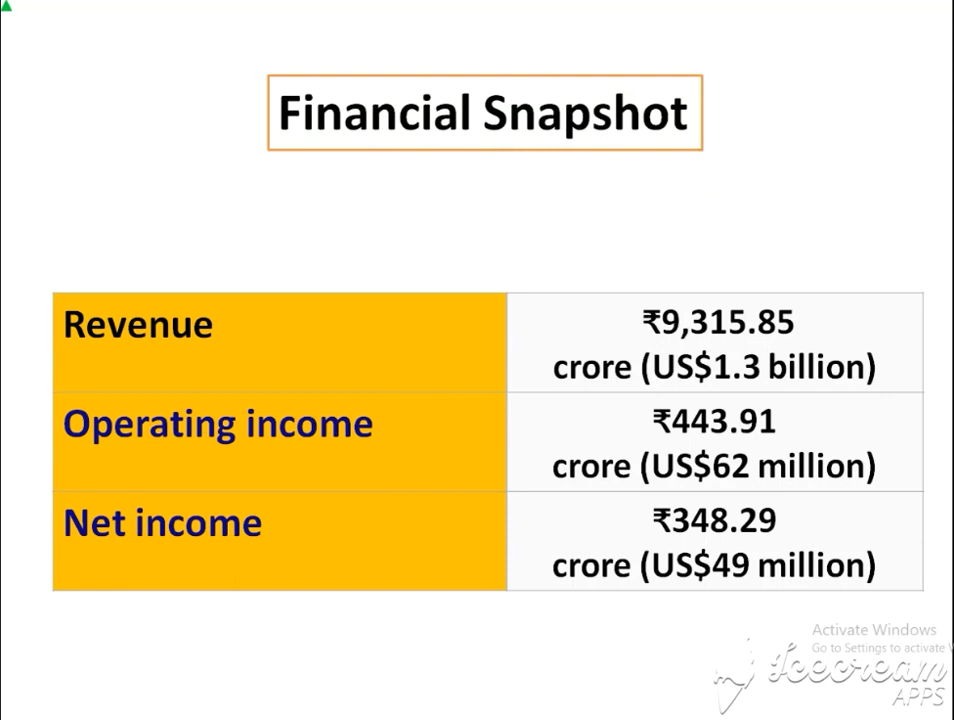 Financial Snapshot
Revenue
₹9,315.85
crore (US$1.3 billion)
Operating income
₹443.91
crore (US$62 million)
Net income
₹348.29
crore (US$49 million)
Activate Windows
Go to Settings to activate
Icecream
APPS